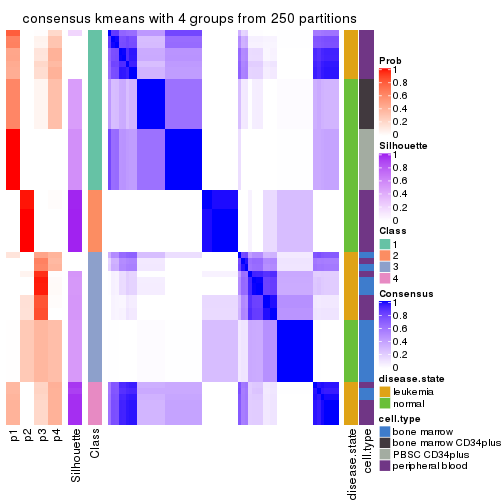 consensus kmeans with 4 groups from 250 partitions
Prob
1
0.8
0.6
0.4
0.2
0
Silhouette
1
0.8
0.6
0.4
0.2
0
Class
1
2
3
4
Consensus
1
0.8
0.6
0.4
0.2
0
disease.state
leukemia
normal
cell.type
bone marrow
bone marrow CD34plus
PBSC CD34plus
peripheral blood
p1
p2
p3
p4
Silhouette
Class
disease.state
cell.type